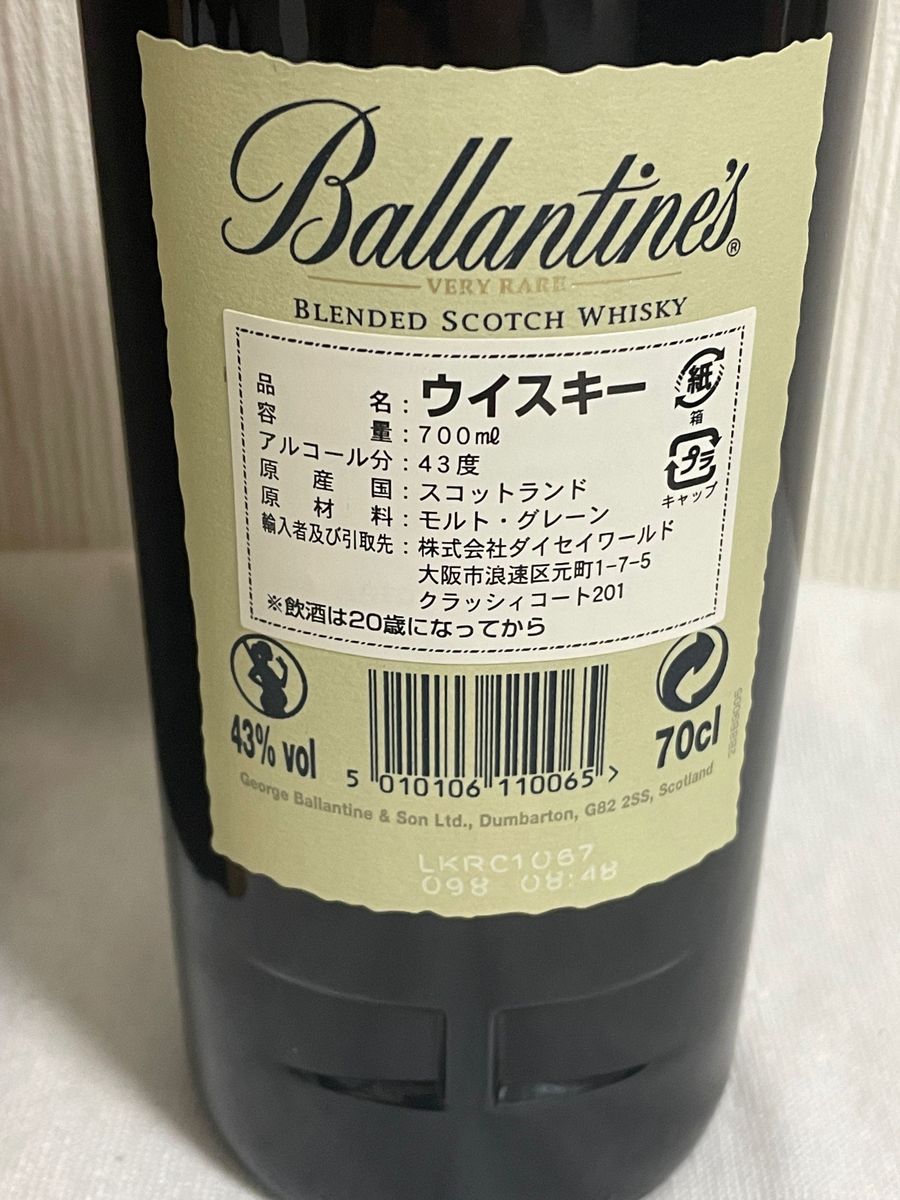 Ballantine's®
VERY RARE
BLENDED SCOTCH WHISKY
品名:ウイスキー
容量:700㎖
アルコール分:43度
原産国:スコットランド
原材料:モルト・グレーン
輸入者及び引取先:株式会社ダイセイワールド
大阪市浪速区元町1-7-5
クラッシィコート201
※飲酒は20歳になってから
紙
箱
プラ
キャップ
43% vol
5 010106 110065 >
70cl
George Ballantine & Son Ltd., Dumbarton, G82 2SS, Scotland
LKRC1067
098 08:48